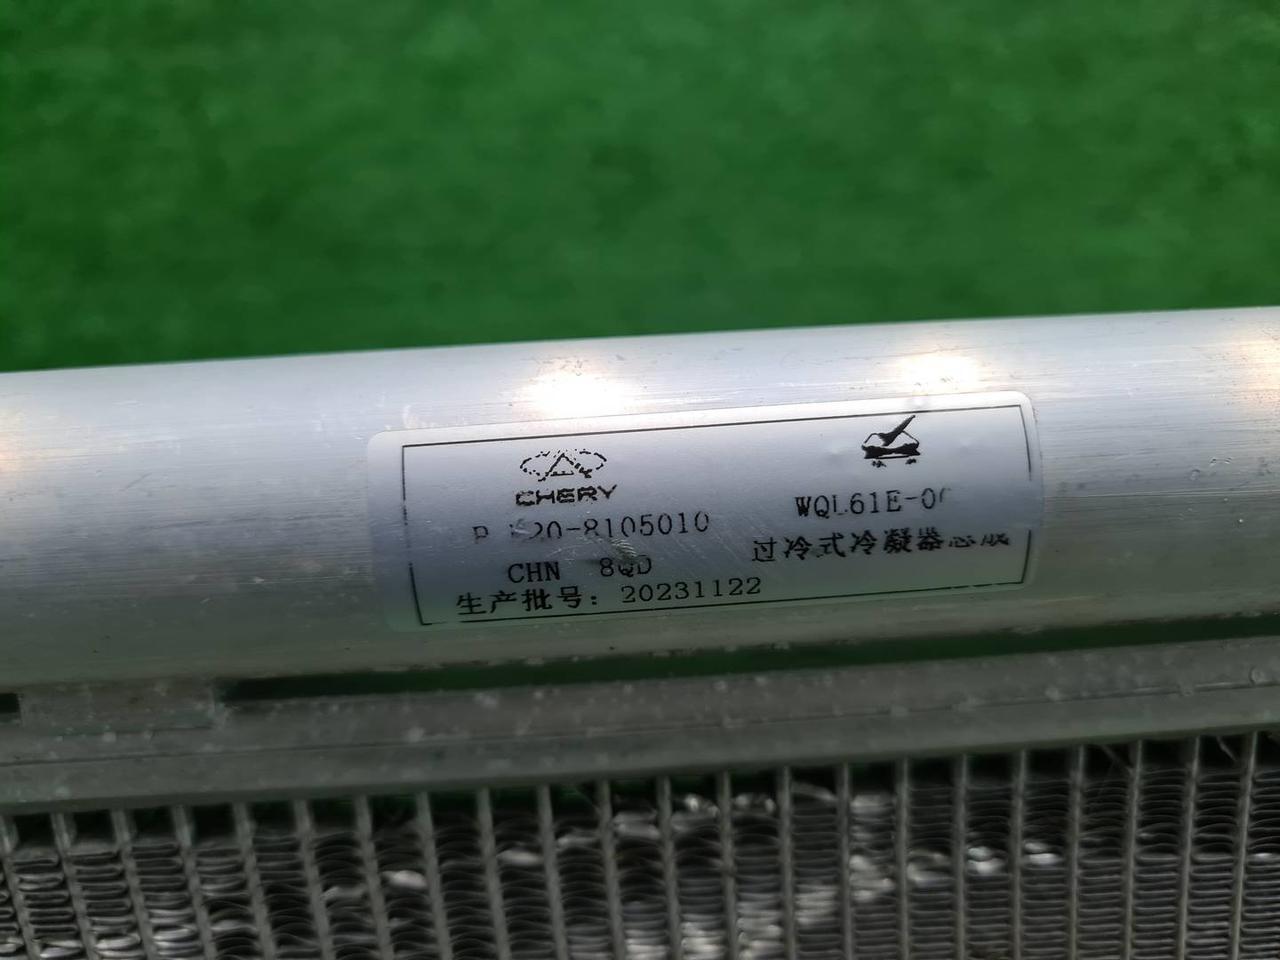 CHERY
8105010
WQL61E-0
过冷式冷凝器总成
CHN 8QD
生产批号: 20231122